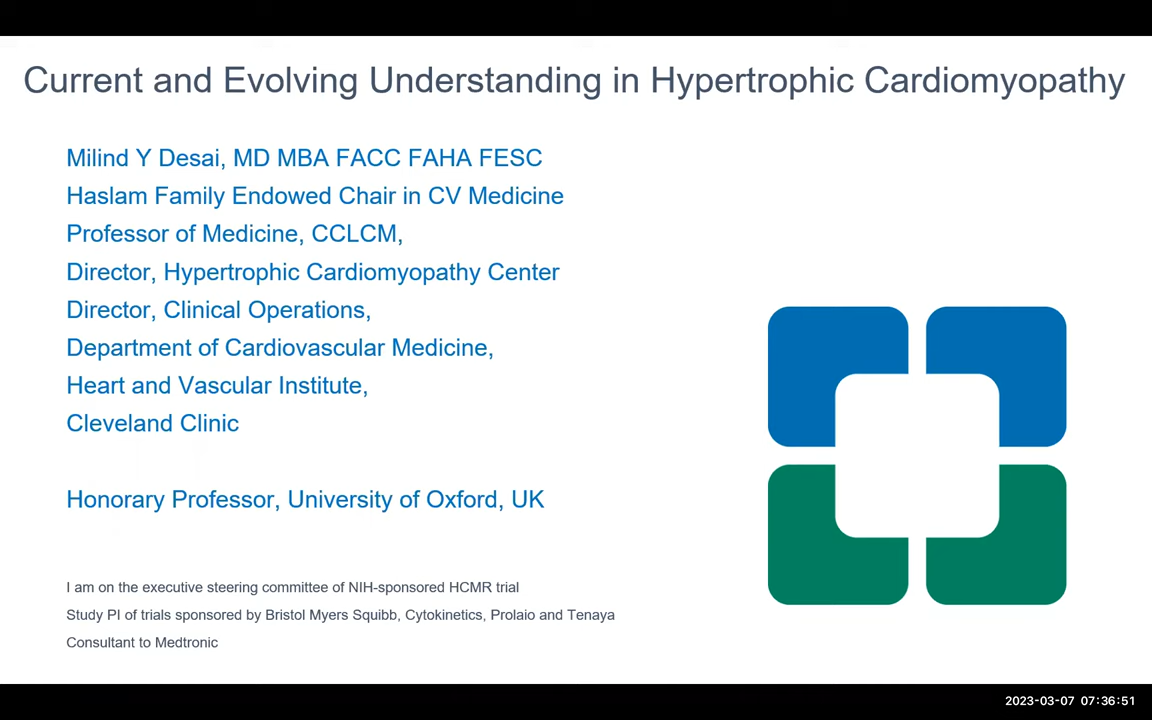 Current and Evolving Understanding in Hypertrophic Cardiomyopathy
Milind Y Desai, MD MBA FACC FAHA FESC
Haslam Family Endowed Chair in CV Medicine
Professor of Medicine, CCLCM,
Director, Hypertrophic Cardiomyopathy Center
Director, Clinical Operations,
Department of Cardiovascular Medicine,
Heart and Vascular Institute,
Cleveland Clinic
Honorary Professor, University of Oxford, UK
I am on the executive steering committee of NIH-sponsored HCMR trial
Study PI of trials sponsored by Bristol Myers Squibb, Cytokinetics, Prolaio and Tenaya
Consultant to Medtronic
2023-03-07 07:36:51